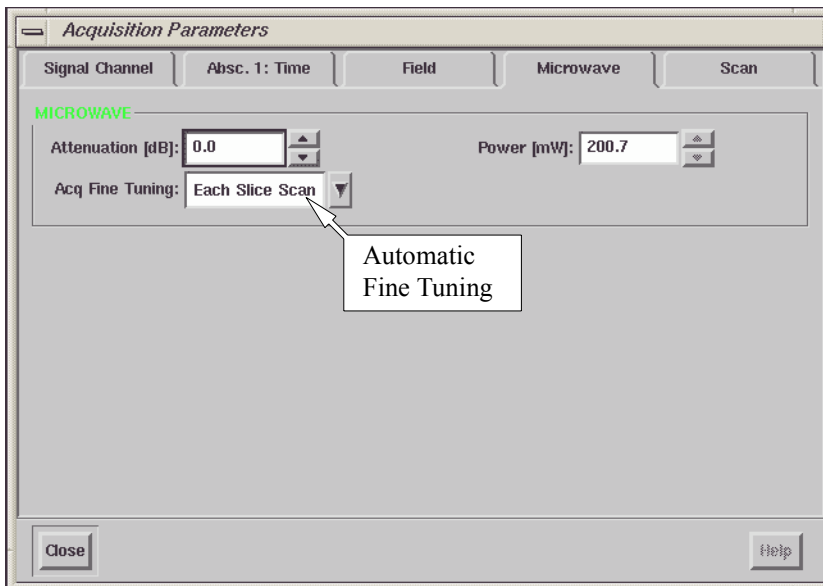 Acquisition Parameters
Signal Channel
Absc. 1: Time
Field
Microwave
Scan
MICROWAVE
Attenuation [dB]: 0.0
Power [mW]: 200.7
Acq Fine Tuning: Each Slice Scan
Automatic
Fine Tuning
Close
Help